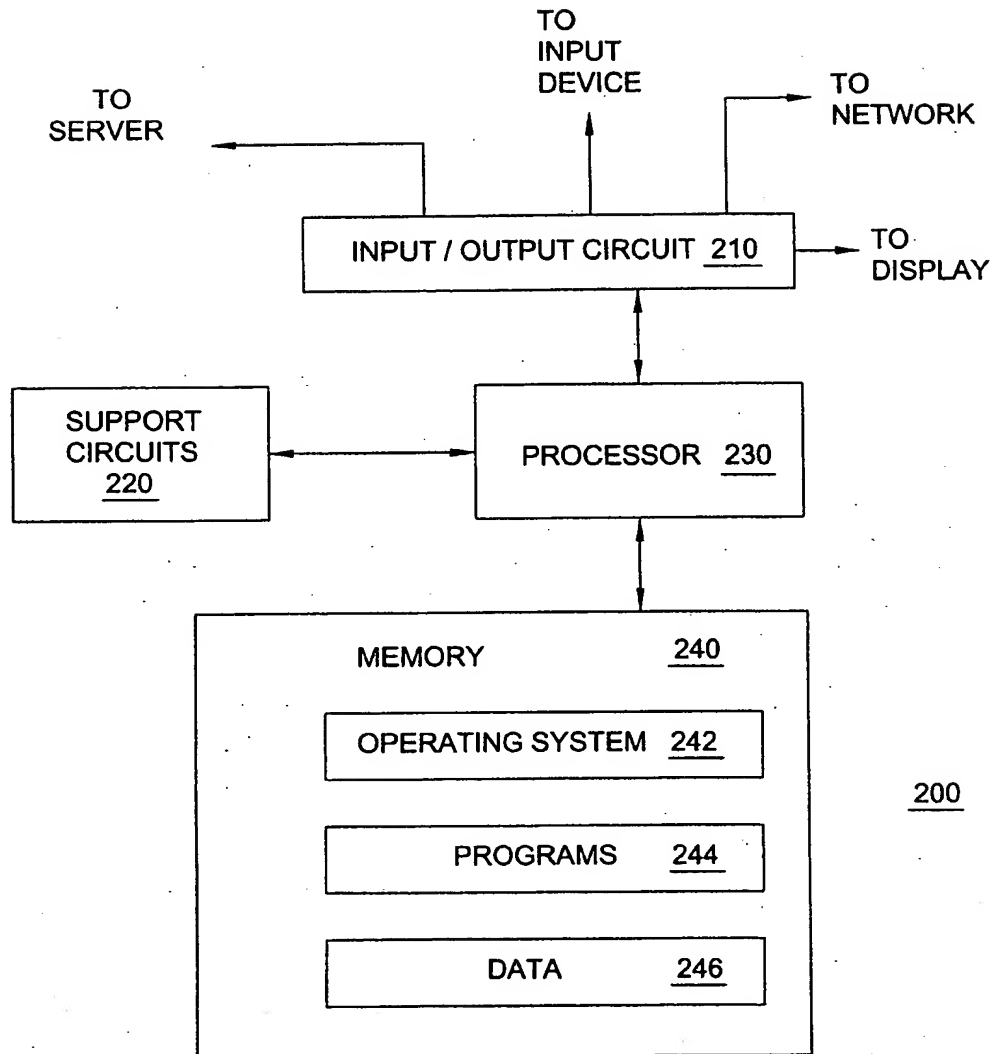 TO
SERVER
TO
INPUT
DEVICE
TO
NETWORK
INPUT / OUTPUT CIRCUIT 210
TO
DISPLAY
SUPPORT
CIRCUITS
220
PROCESSOR 230
MEMORY 240
OPERATING SYSTEM 242
PROGRAMS 244
DATA 246
200